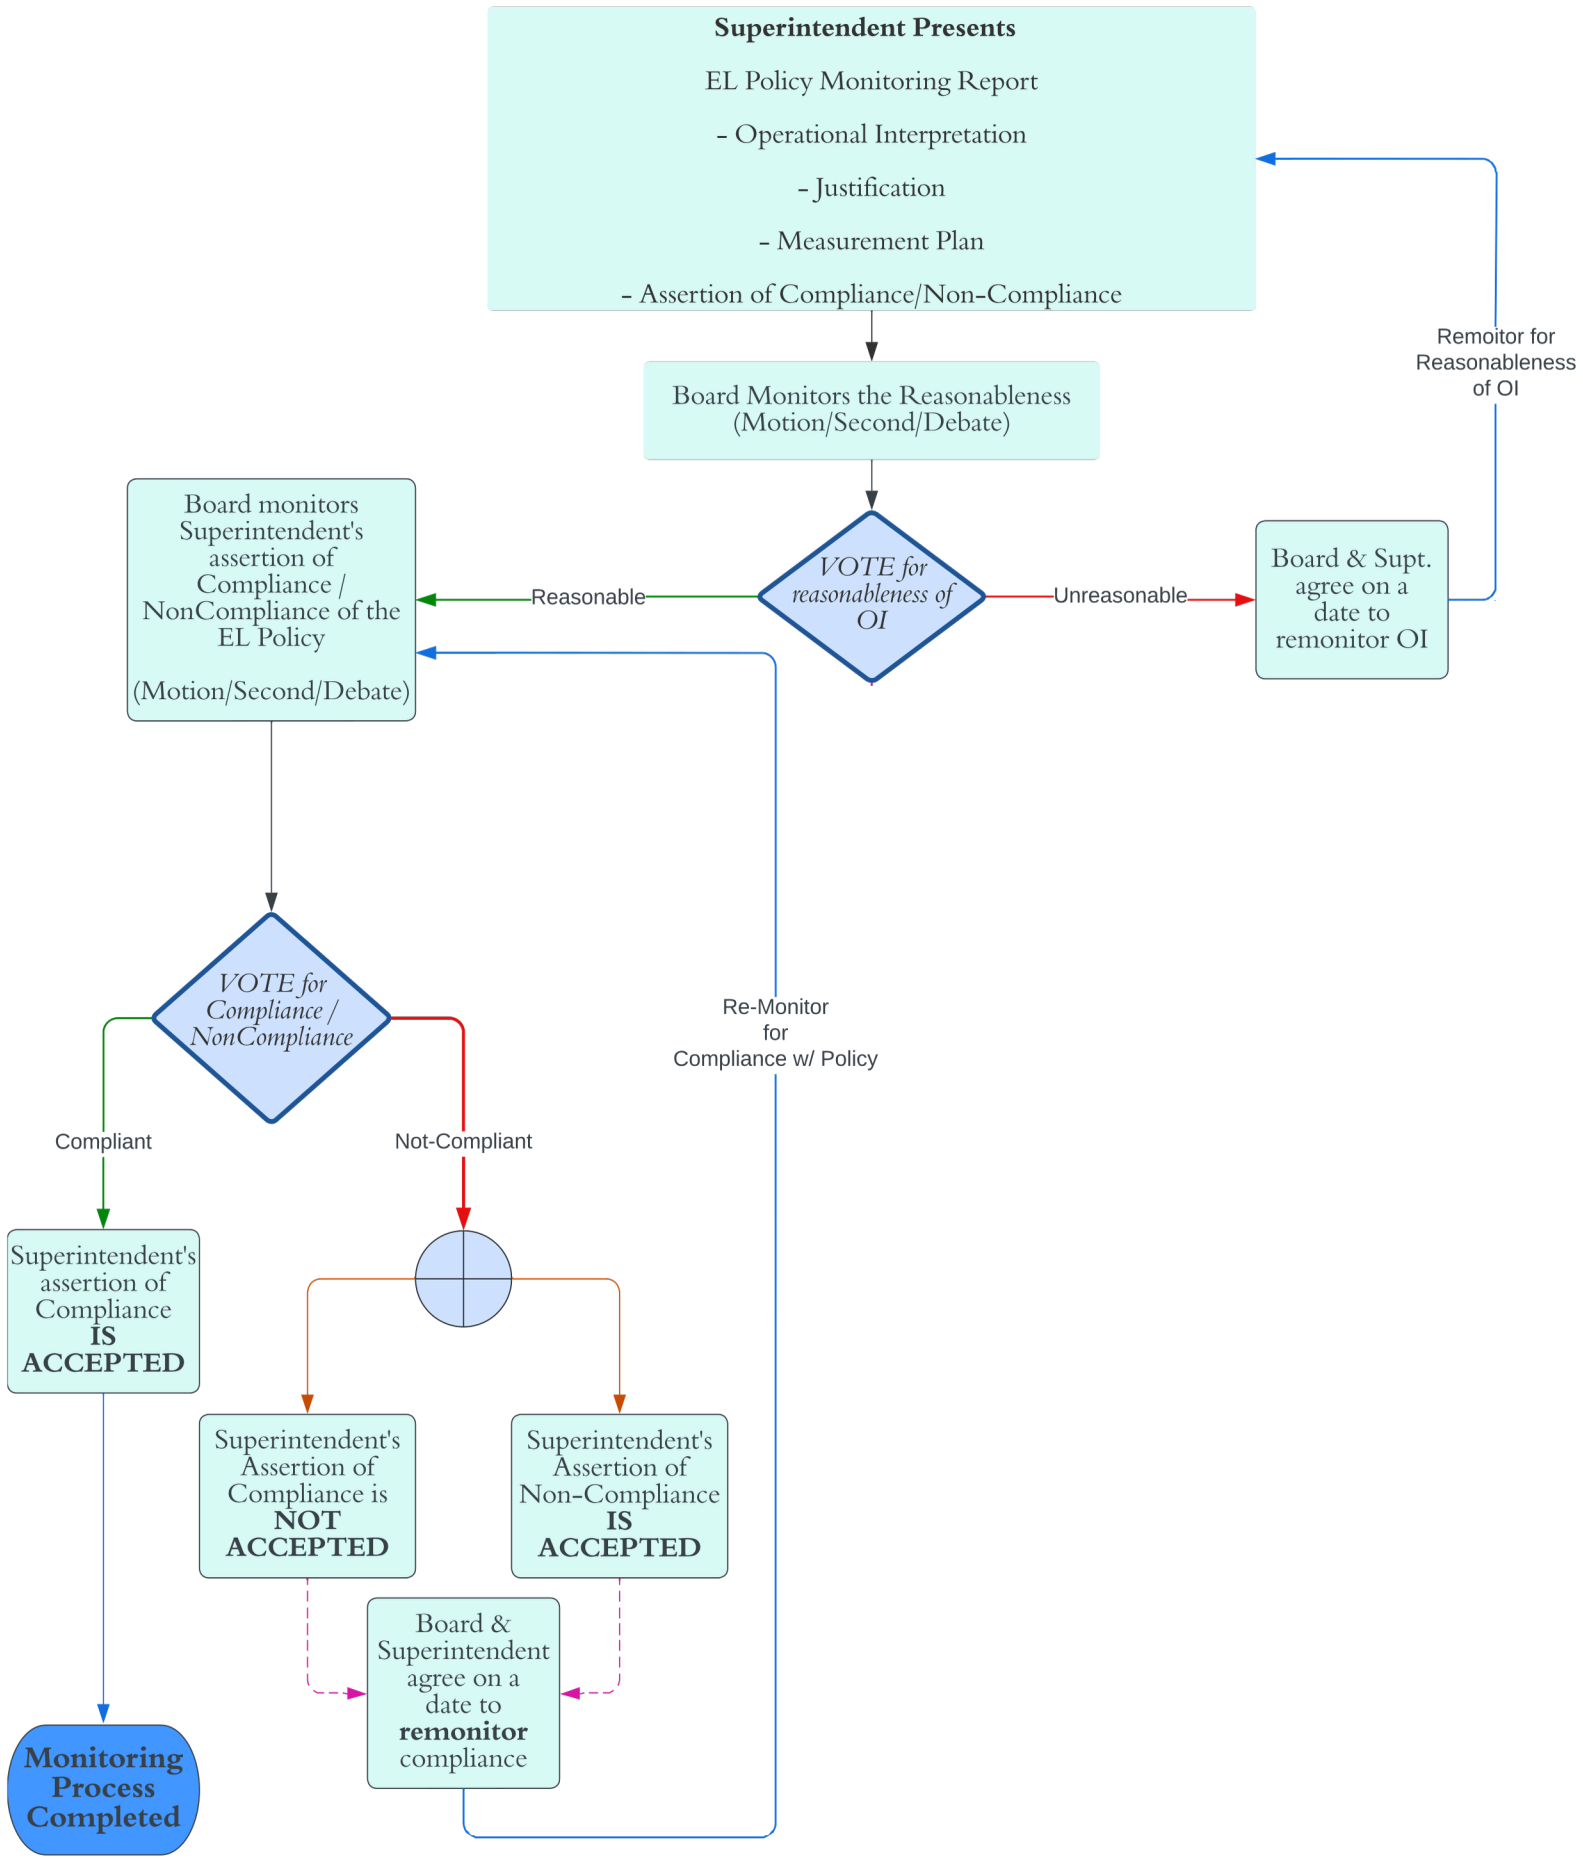 Superintendent Presents
EL Policy Monitoring Report
- Operational Interpretation
- Justification
- Measurement Plan
- Assertion of Compliance/Non-Compliance
Remoitor for
Reasonableness
of OI
Board Monitors the Reasonableness
(Motion/Second/Debate)
Board monitors
Superintendent's
assertion of
Compliance /
NonCompliance of the
EL Policy
(Motion/Second/Debate)
Reasonable
VOTE for
reasonableness of
OI
Unreasonable
Board & Supt.
agree on a
date to
remonitor OI
VOTE for
Compliance /
NonCompliance
Re-Monitor
for
Compliance w/ Policy
Compliant
Not-Compliant
Superintendent's
assertion of
Compliance
IS
ACCEPTED
Superintendent's
Assertion of
Compliance is
NOT
ACCEPTED
Superintendent's
Assertion of
Non-Compliance
IS
ACCEPTED
Board &
Superintendent
agree on a
date to
remonitor
compliance
Monitoring
Process
Completed